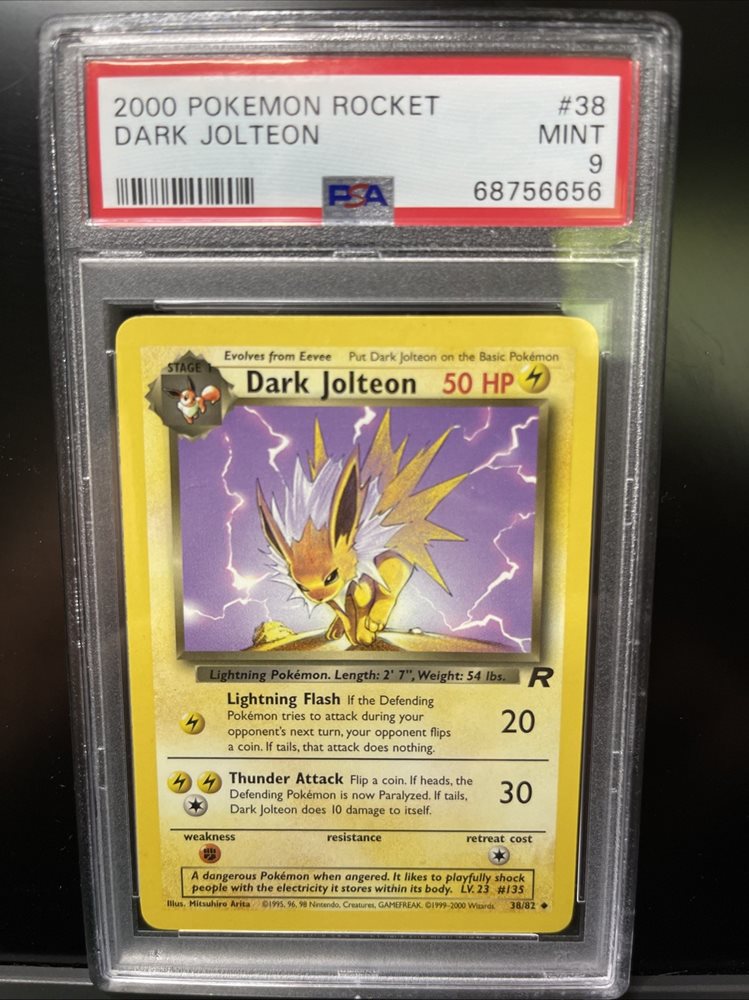 2000 POKEMON ROCKET #38
DARK JOLTEON MINT
9
PSA 68756656
Evolves from Eevee Put Dark Jolteon on the Basic Pokémon
STAGE 1
Dark Jolteon 50 HP
Lightning Pokémon. Length: 2' 7", Weight: 54 lbs. R
Lightning Flash If the Defending
Pokémon tries to attack during your
opponent's next turn, your opponent flips
a coin. If tails, that attack does nothing.
20
Thunder Attack Flip a coin. If heads, the
Defending Pokémon is now Paralyzed. If tails,
Dark Jolteon does 10 damage to itself.
30
weakness resistance retreat cost
A dangerous Pokémon when angered. It likes to playfully shock
people with the electricity it stores within its body. LV. 23 #135
Illus. Mitsuhiro Arita ©1995, 96, 98 Nintendo, Creatures, GAMEFREAK. ©1999-2000 Wizards. 38/82